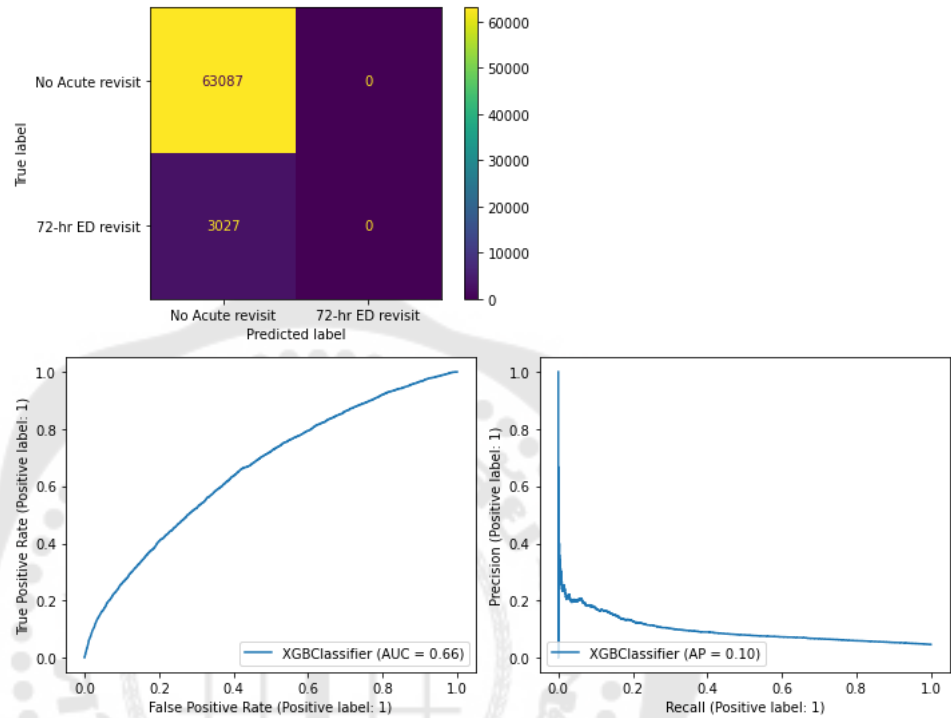 No Acute revisit
72-hr ED revisit
True label
63087
0
3027
0
No Acute revisit
72-hr ED revisit
Predicted label
60000
50000
40000
30000
20000
10000
0
1.0
0.8
0.6
0.4
0.2
0.0
True Positive Rate (Positive label: 1)
XGBClassifier (AUC = 0.66)
0.0
0.2
0.4
0.6
0.8
1.0
False Positive Rate (Positive label: 1)
1.0
0.8
0.6
0.4
0.2
0.0
Precision (Positive label: 1)
XGBClassifier (AP = 0.10)
0.0
0.2
0.4
0.6
0.8
1.0
Recall (Positive label: 1)